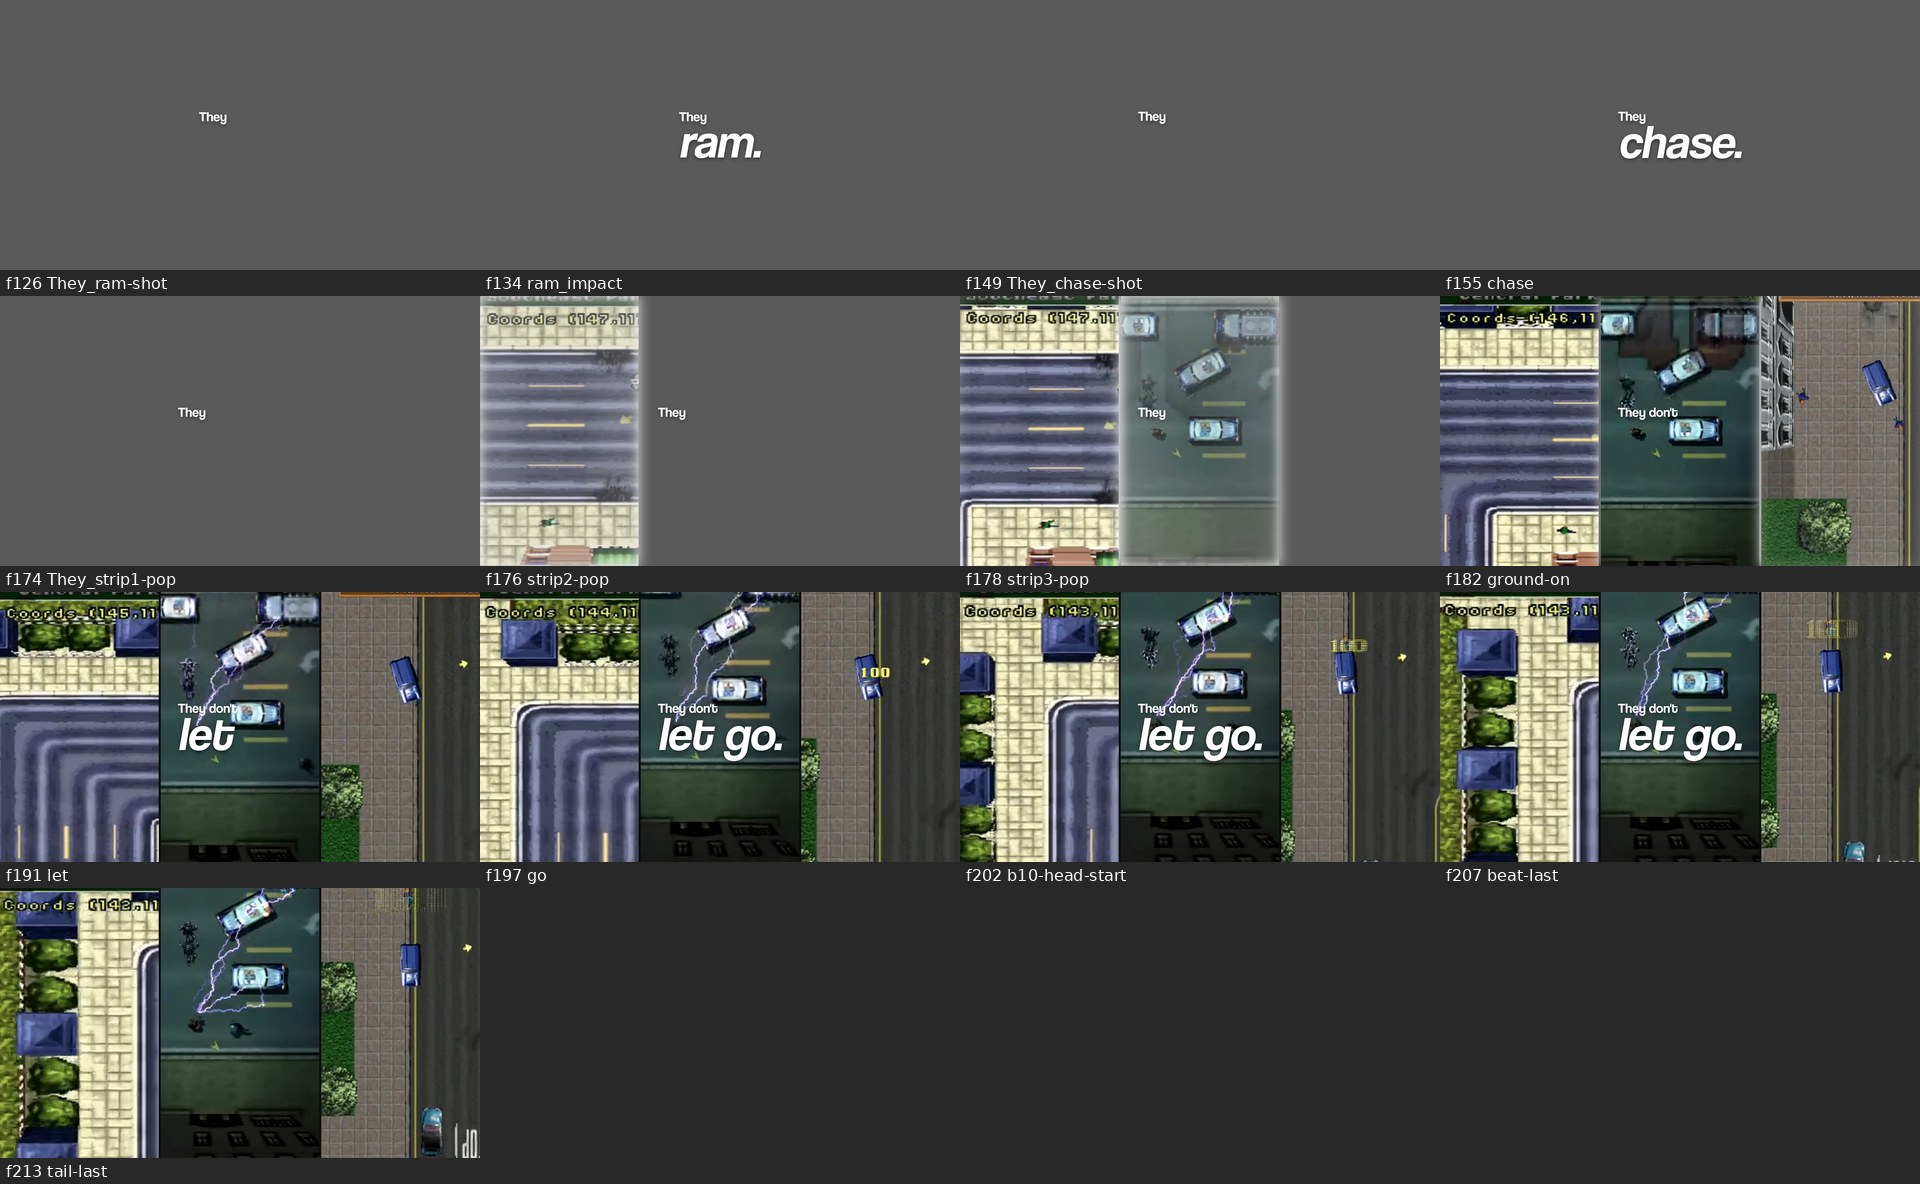 They
They
ram.
They
They
chase.
f126 They_ram-shot
f134 ram_impact
f149 They_chase-shot
f155 chase
They
Coords (147,11
They
Coords (147,11
They
Coords (146,11
They don't
f174 They_strip1-pop
f176 strip2-pop
f178 strip3-pop
f182 ground-on
Coords (145,11
They don't
let
Coords (144,11
100
They don't
let go.
Coords (143,11
They don't
let go.
Coords (143,11
They don't
let go.
f191 let
f197 go
f202 b10-head-start
f207 beat-last
Coords (142,11
f213 tail-last